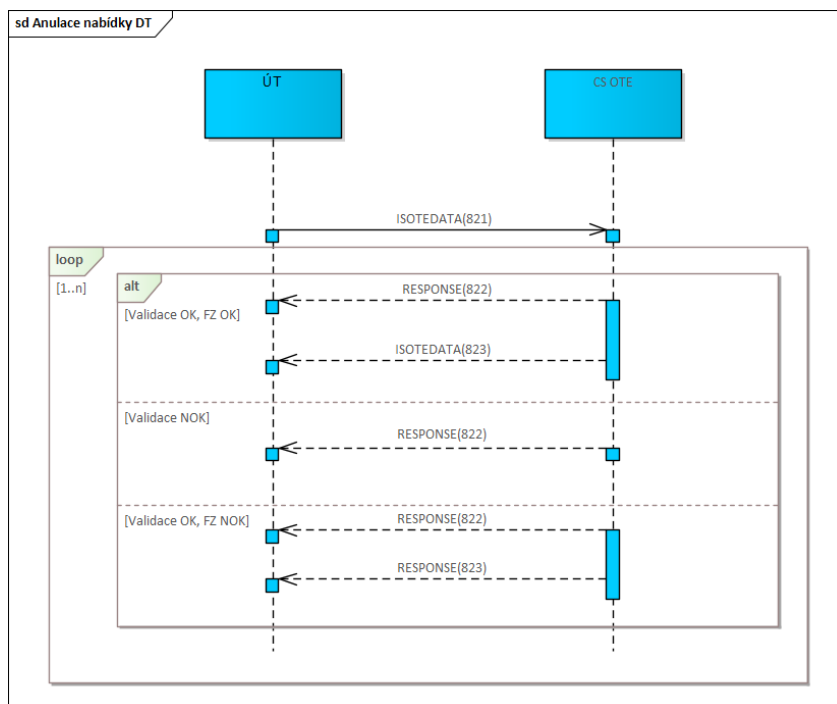 sd Anulace nabídky DT
ÚT
CS OTE
ISOTEDATA(821)
loop
[1..n]
alt
RESPONSE(822)
[Validace OK, FZ OK]
ISOTEDATA(823)
[Validace NOK]
RESPONSE(822)
[Validace OK, FZ NOK]
RESPONSE(822)
RESPONSE(823)